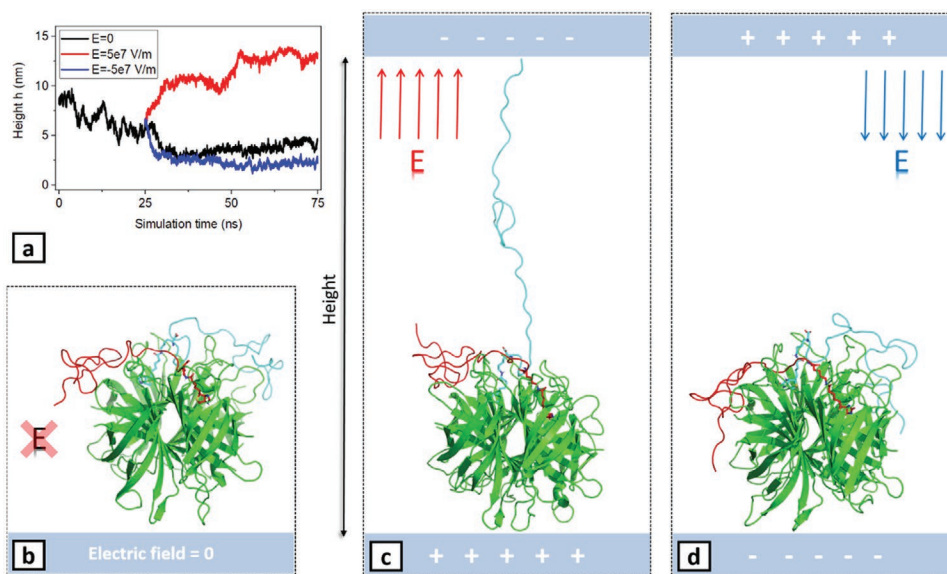 15
10
5
0
Height h (nm)
E=0
E=5e7 V/m
E=-5e7 V/m
0
25
50
75
Simulation time (ns)
a
E
b
Electric field = 0
Height
- - - - -
E
c
+ + + + +
+ + + + +
E
d
- - - - -